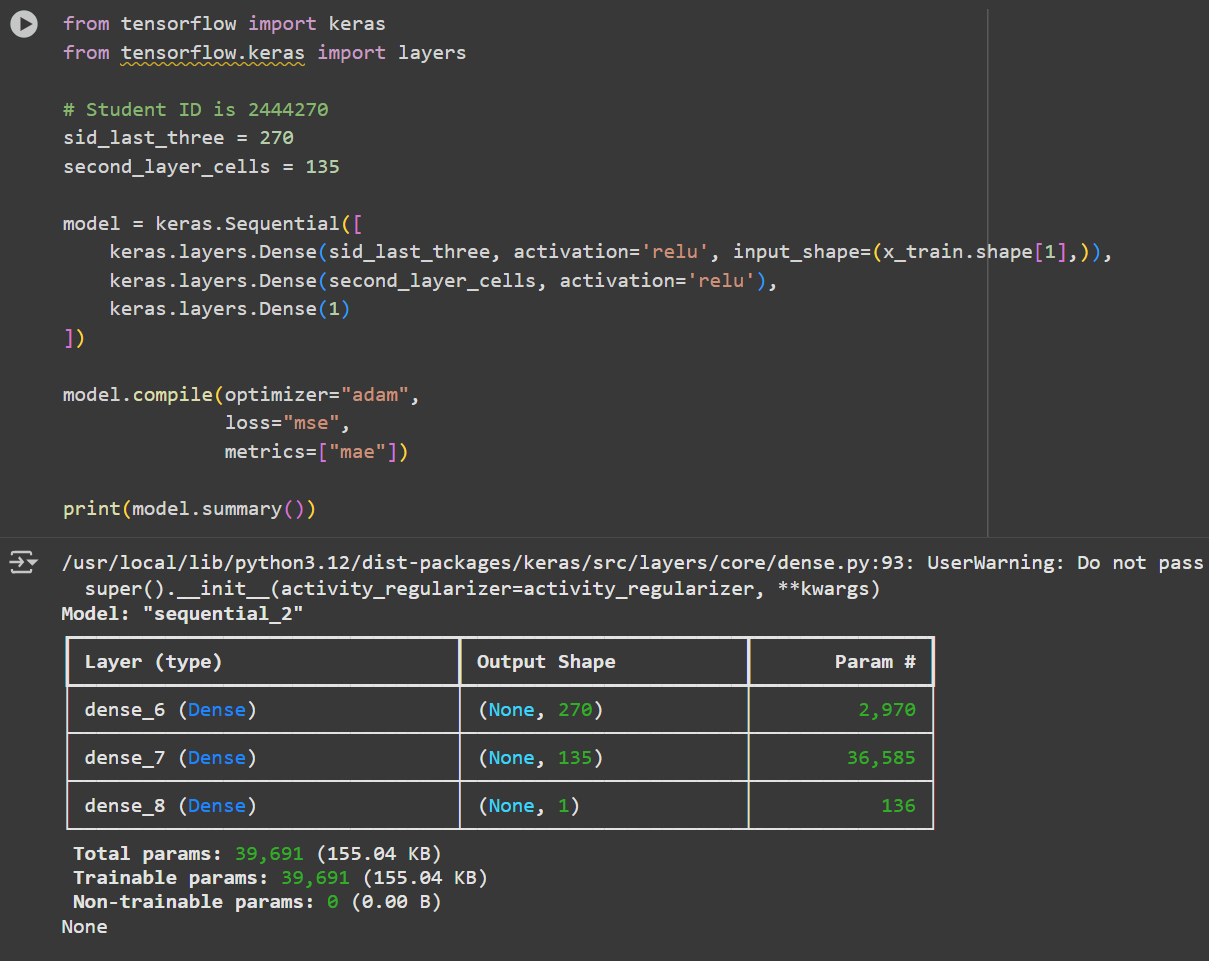 from tensorflow import keras
from tensorflow.keras import layers
# Student ID is 2444270
sid_last_three = 270
second_layer_cells = 135
model = keras.Sequential([
    keras.layers.Dense(sid_last_three, activation='relu', input_shape=(x_train.shape[1],)),
    keras.layers.Dense(second_layer_cells, activation='relu'),
    keras.layers.Dense(1)
])
model.compile(optimizer="adam",
              loss="mse",
              metrics=["mae"])
print(model.summary())
/usr/local/lib/python3.12/dist-packages/keras/src/layers/core/dense.py:93: UserWarning: Do not pass
  super().__init__(activity_regularizer=activity_regularizer, **kwargs)
Model: "sequential_2"
Layer (type) Output Shape Param #
dense_6 (Dense) (None, 270) 2,970
dense_7 (Dense) (None, 135) 36,585
dense_8 (Dense) (None, 1) 136
Total params: 39,691 (155.04 KB)
Trainable params: 39,691 (155.04 KB)
Non-trainable params: 0 (0.00 B)
None